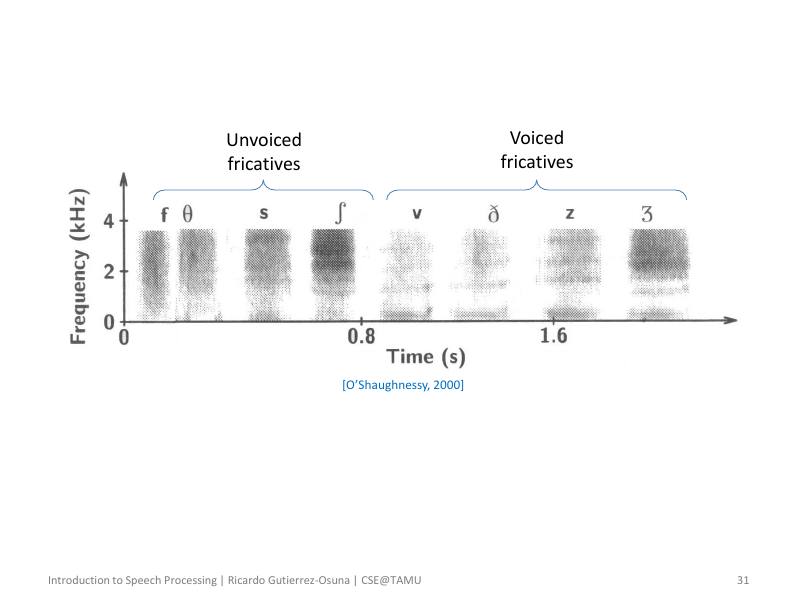 Unvoiced fricatives
Voiced fricatives
f θ s ʃ v ð z ʒ
Frequency (kHz)
4
2
0
0 0.8 1.6
Time (s)
[O’Shaughnessy, 2000]
Introduction to Speech Processing | Ricardo Gutierrez-Osuna | CSE@TAMU 31